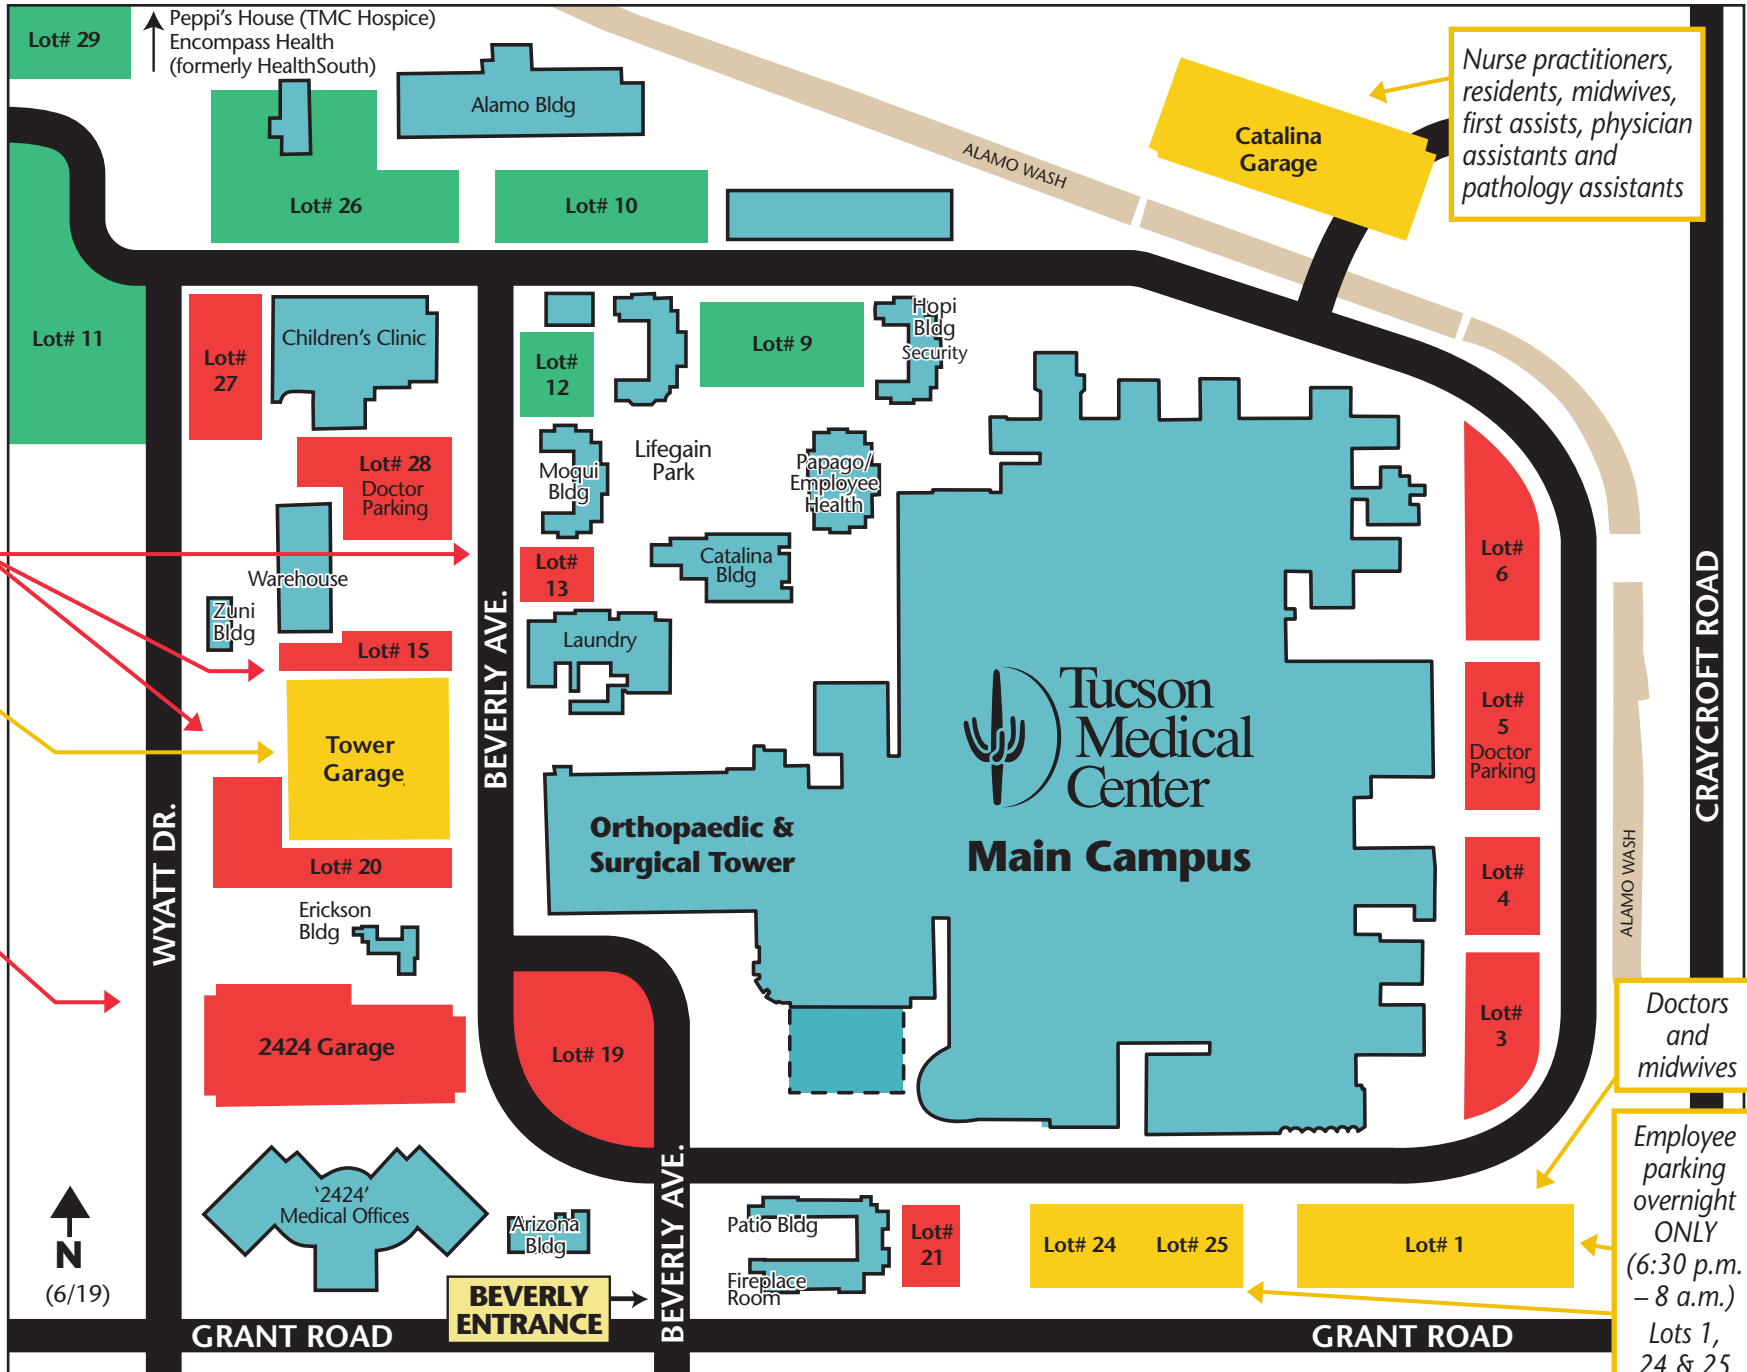 Lot# 29
Peppi's House (TMC Hospice)
Encompass Health
(formerly HealthSouth)
Alamo Bldg
Lot# 26
Lot# 10
ALAMO WASH
Catalina
Garage
Nurse practitioners,
residents, midwives,
first assists, physician
assistants and
pathology assistants
Lot# 11
Lot#
27
Children's Clinic
Lot#
12
Lot# 9
Hopi
Bldg
Security
Lot# 28
Doctor
Parking
Moqui
Bldg
Lifegain
Park
Papago/
Employee
Health
Warehouse
Zuni
Bldg
Lot#
13
Catalina
Bldg
Laundry
Lot# 15
Tower
Garage
Lot# 20
BEVERLY AVE.
WYATT DR.
Orthopaedic &
Surgical Tower
Tucson
Medical
Center
Main Campus
Lot#
6
Lot#
5
Doctor
Parking
Lot#
4
Lot#
3
ALAMO WASH
CRAYCROFT ROAD
Erickson
Bldg
2424 Garage
Lot# 19
Doctors
and
midwives
Employee
parking
overnight
ONLY
(6:30 p.m.
– 8 a.m.)
Lots 1,
24 & 25
'2424'
Medical Offices
Arizona
Bldg
BEVERLY AVE.
Patio Bldg
Fireplace
Room
Lot#
21
Lot# 24
Lot# 25
Lot# 1
N
(6/19)
BEVERLY
ENTRANCE
GRANT ROAD
GRANT ROAD